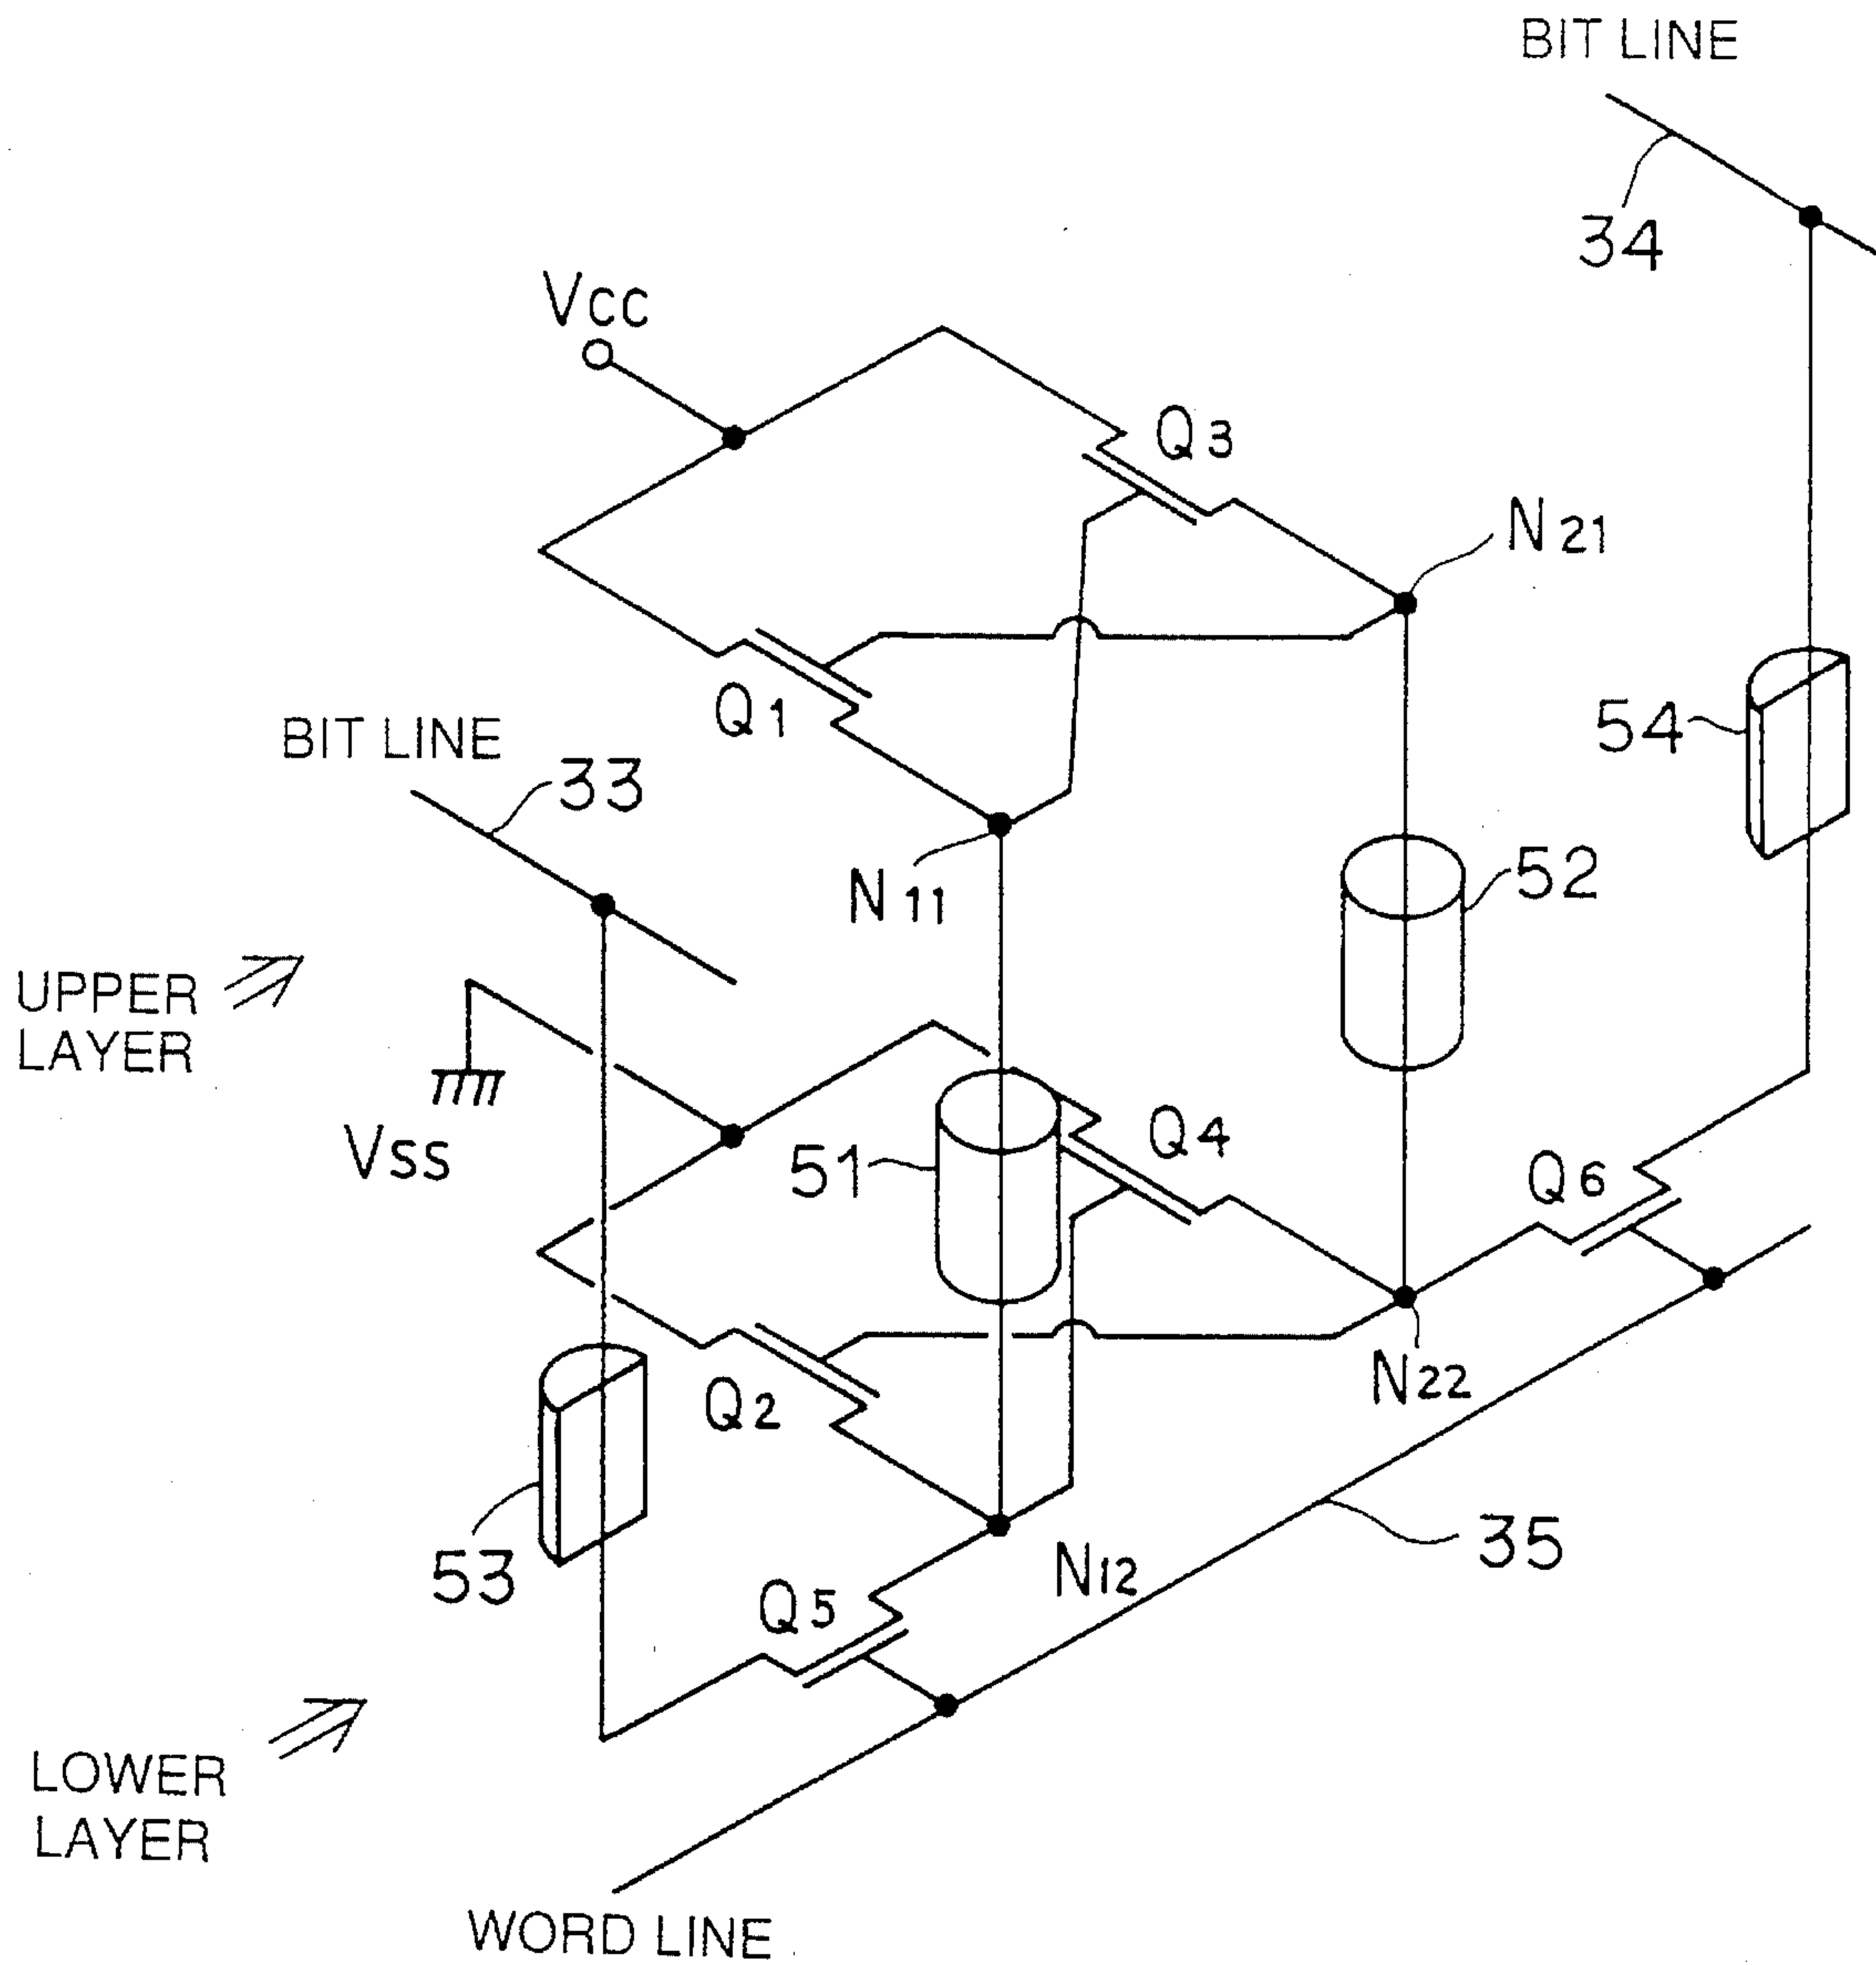 BIT LINE
34
Vcc
Q3
N21
Q1
54
BIT LINE
33
N11
52
UPPER
LAYER
Vss
51
Q4
Q6
Q2
N22
53
35
Q5
N12
LOWER
LAYER
WORD LINE